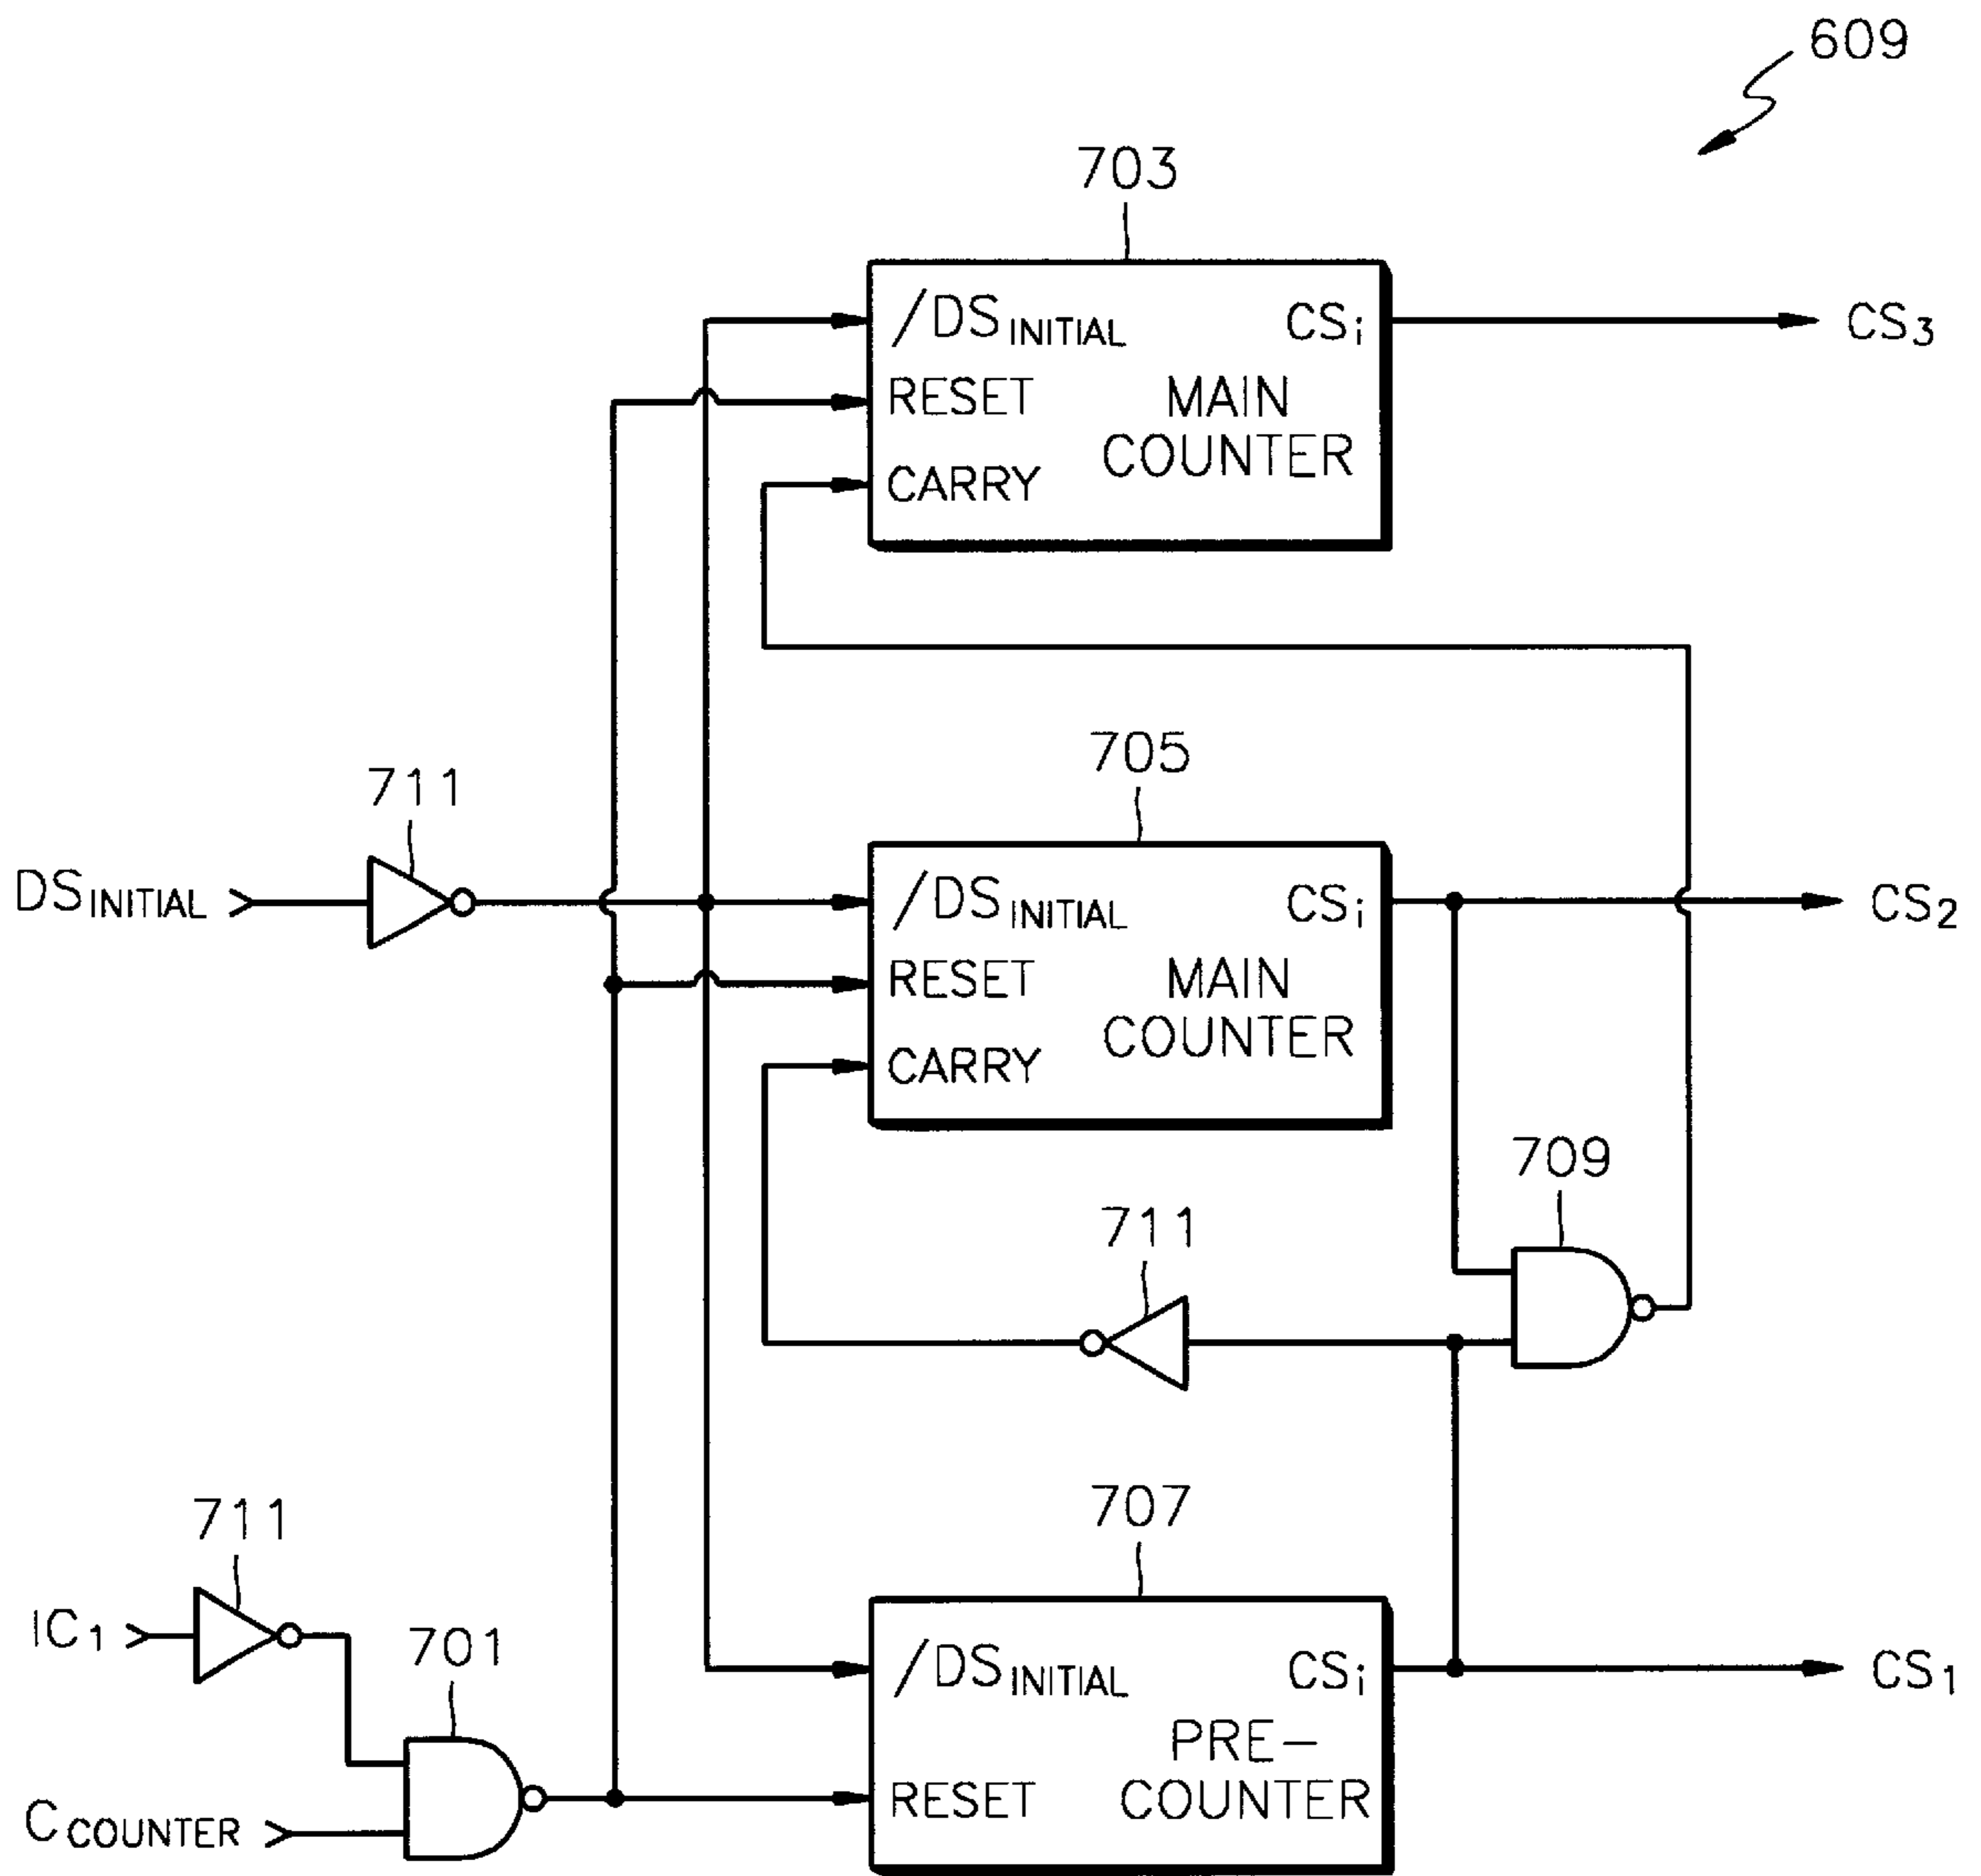 609
703
/DS INITIAL CSi
RESET MAIN
COUNTER
CARRY
CS3
705
711
DS INITIAL
/DS INITIAL CSi
RESET MAIN
COUNTER
CARRY
CS2
709
711
707
711
IC1
701
/DS INITIAL CSi
PRE-
RESET COUNTER
CS1
C COUNTER